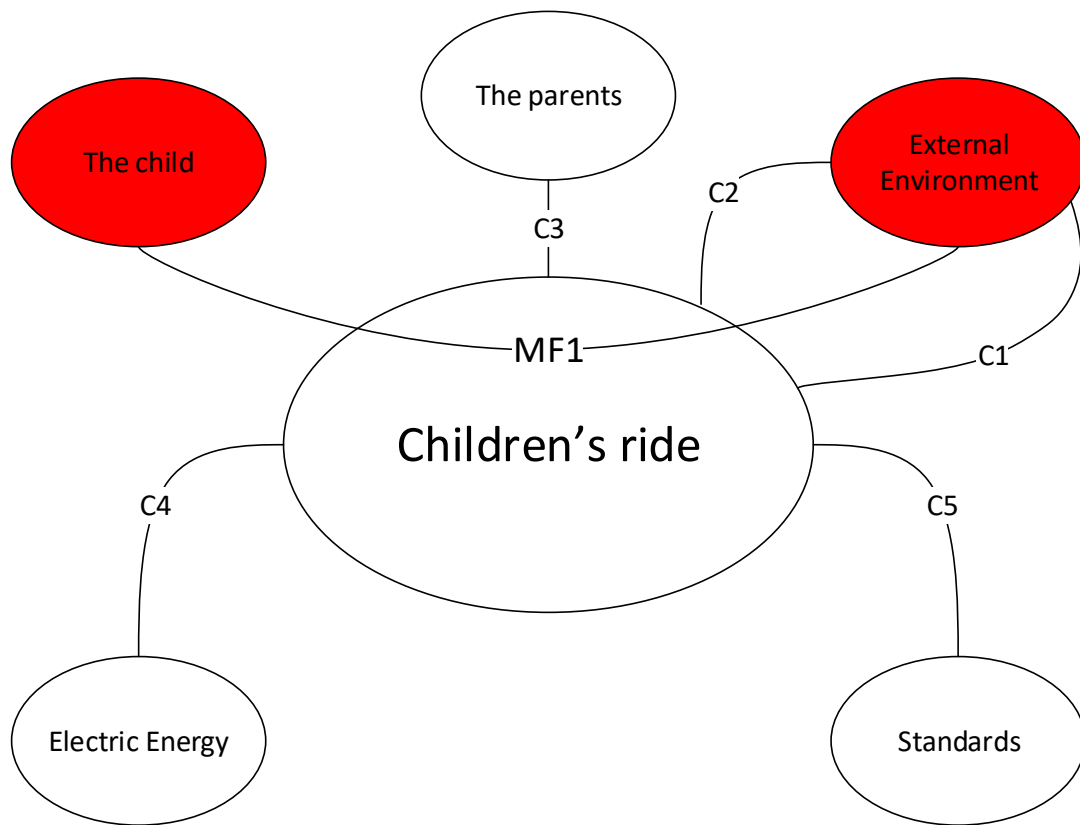 The parents
The child
External
Environment
C2
C3
MF1
C1
Children’s ride
C4
C5
Electric Energy
Standards